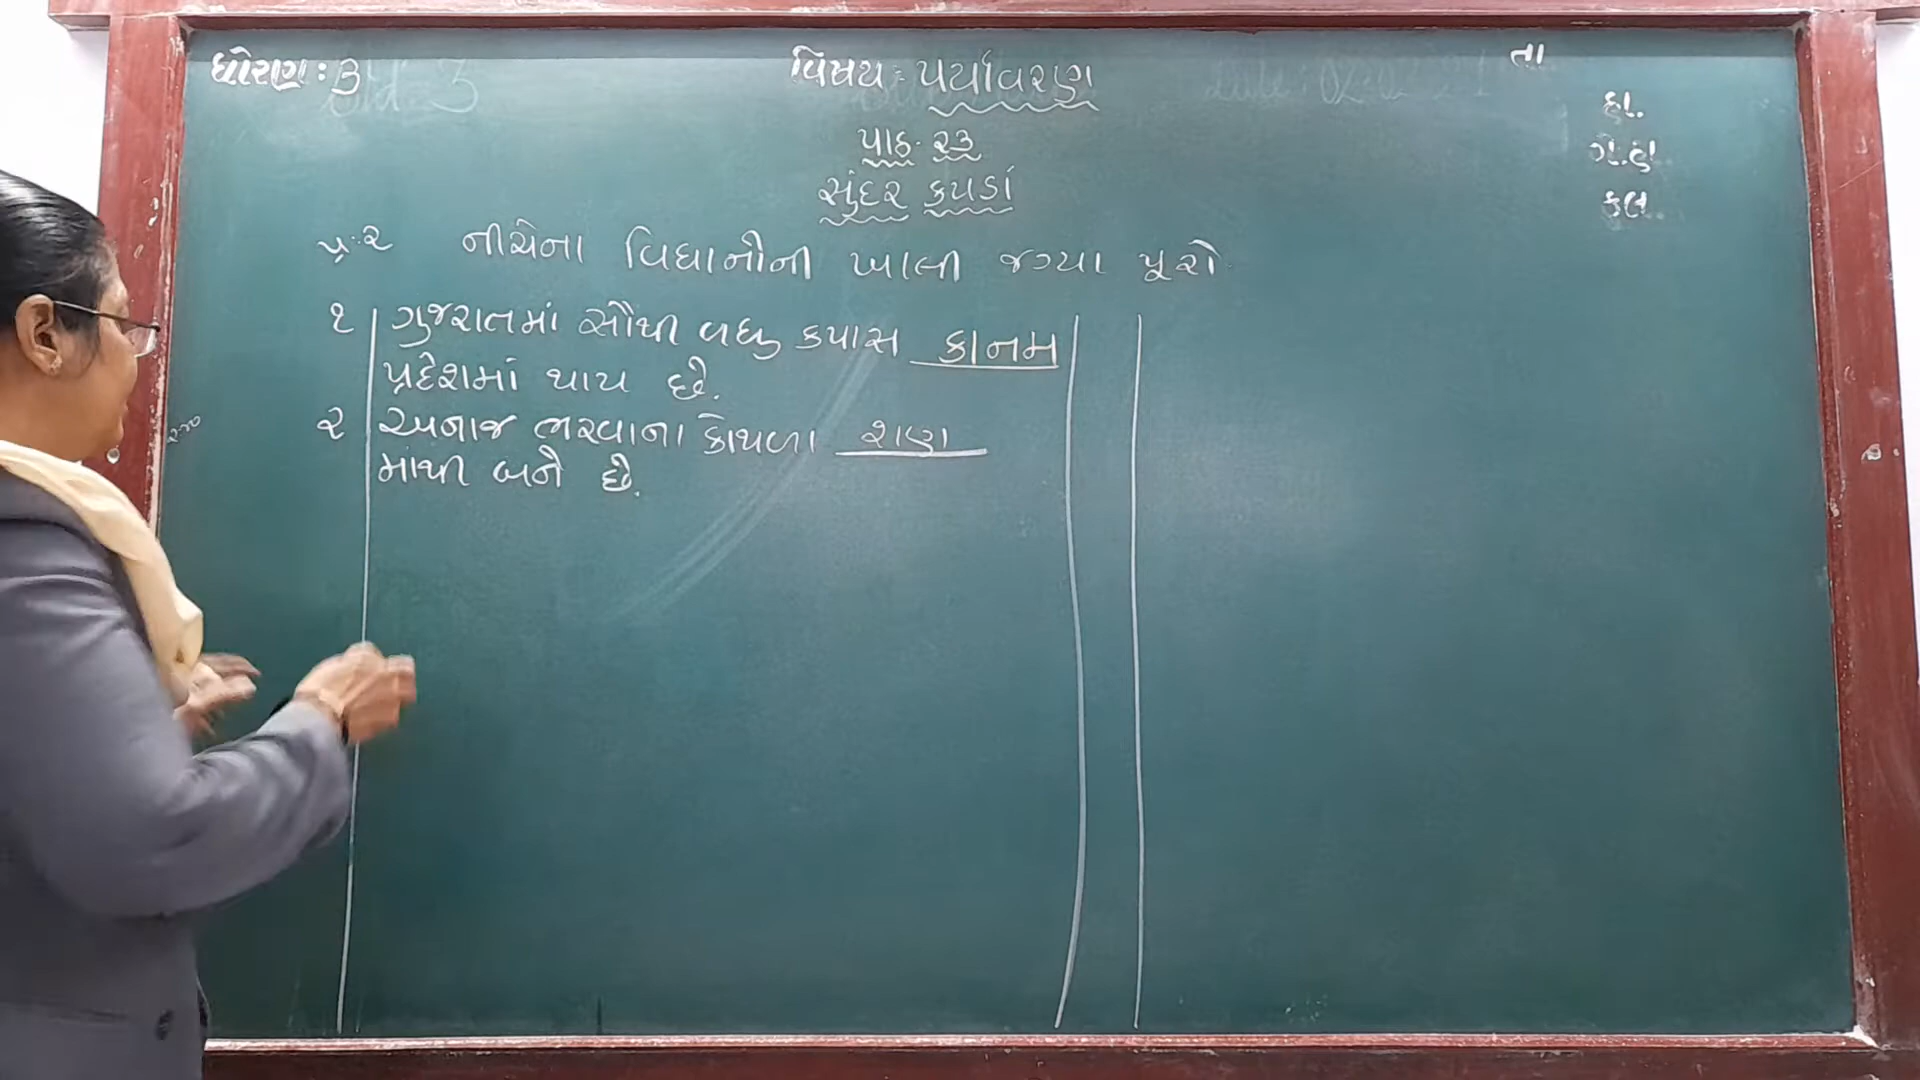 ધોરણ: 3
વિષય: પર્યાવરણ
તા
હા.
ગે.હા.
કુલ
પાઠ. ૨૩
સુંદર કપડાં
પ્ર.:૨ નીચેના વિધાનોની ખાલી જગ્યા પૂરો.
૧ ગુજરાતમાં સૌથી વધુ કપાસ કાનમ
પ્રદેશમાં થાય છે.
૨ અનાજ ભરવાના કોથળા શણ
માંથી બને છે.